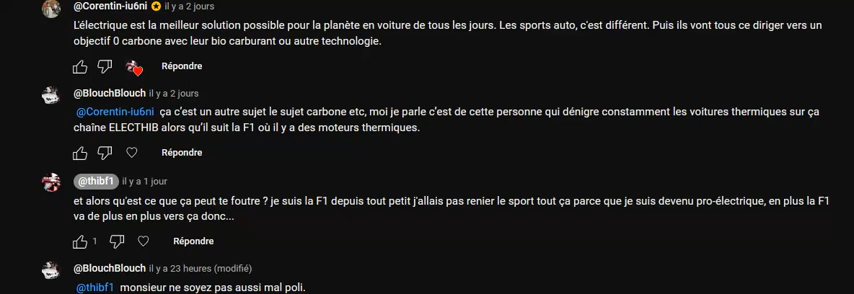 @Corentin-iu6ni il y a 2 jours
L'électrique est la meilleur solution possible pour la planète en voiture de tous les jours. Les sports auto, c'est différent. Puis ils vont tous ce diriger vers un
objectif 0 carbone avec leur bio carburant ou autre technologie.
Répondre
@BlouchBlouch il y a 2 jours
@Corentin-iu6ni ça c’est un autre sujet le sujet carbone etc, moi je parle c’est de cette personne qui dénigre constamment les voitures thermiques sur ça
chaîne ELECTHIB alors qu’il suit la F1 où il y a des moteurs thermiques.
Répondre
@thibf1 il y a 1 jour
et alors qu'est ce que ça peut te foutre ? je suis la F1 depuis tout petit j'allais pas renier le sport tout ça parce que je suis devenu pro-électrique, en plus la F1
va de plus en plus vers ça donc...
1 Répondre
@BlouchBlouch il y a 23 heures (modifié)
@thibf1 monsieur ne soyez pas aussi mal poli.